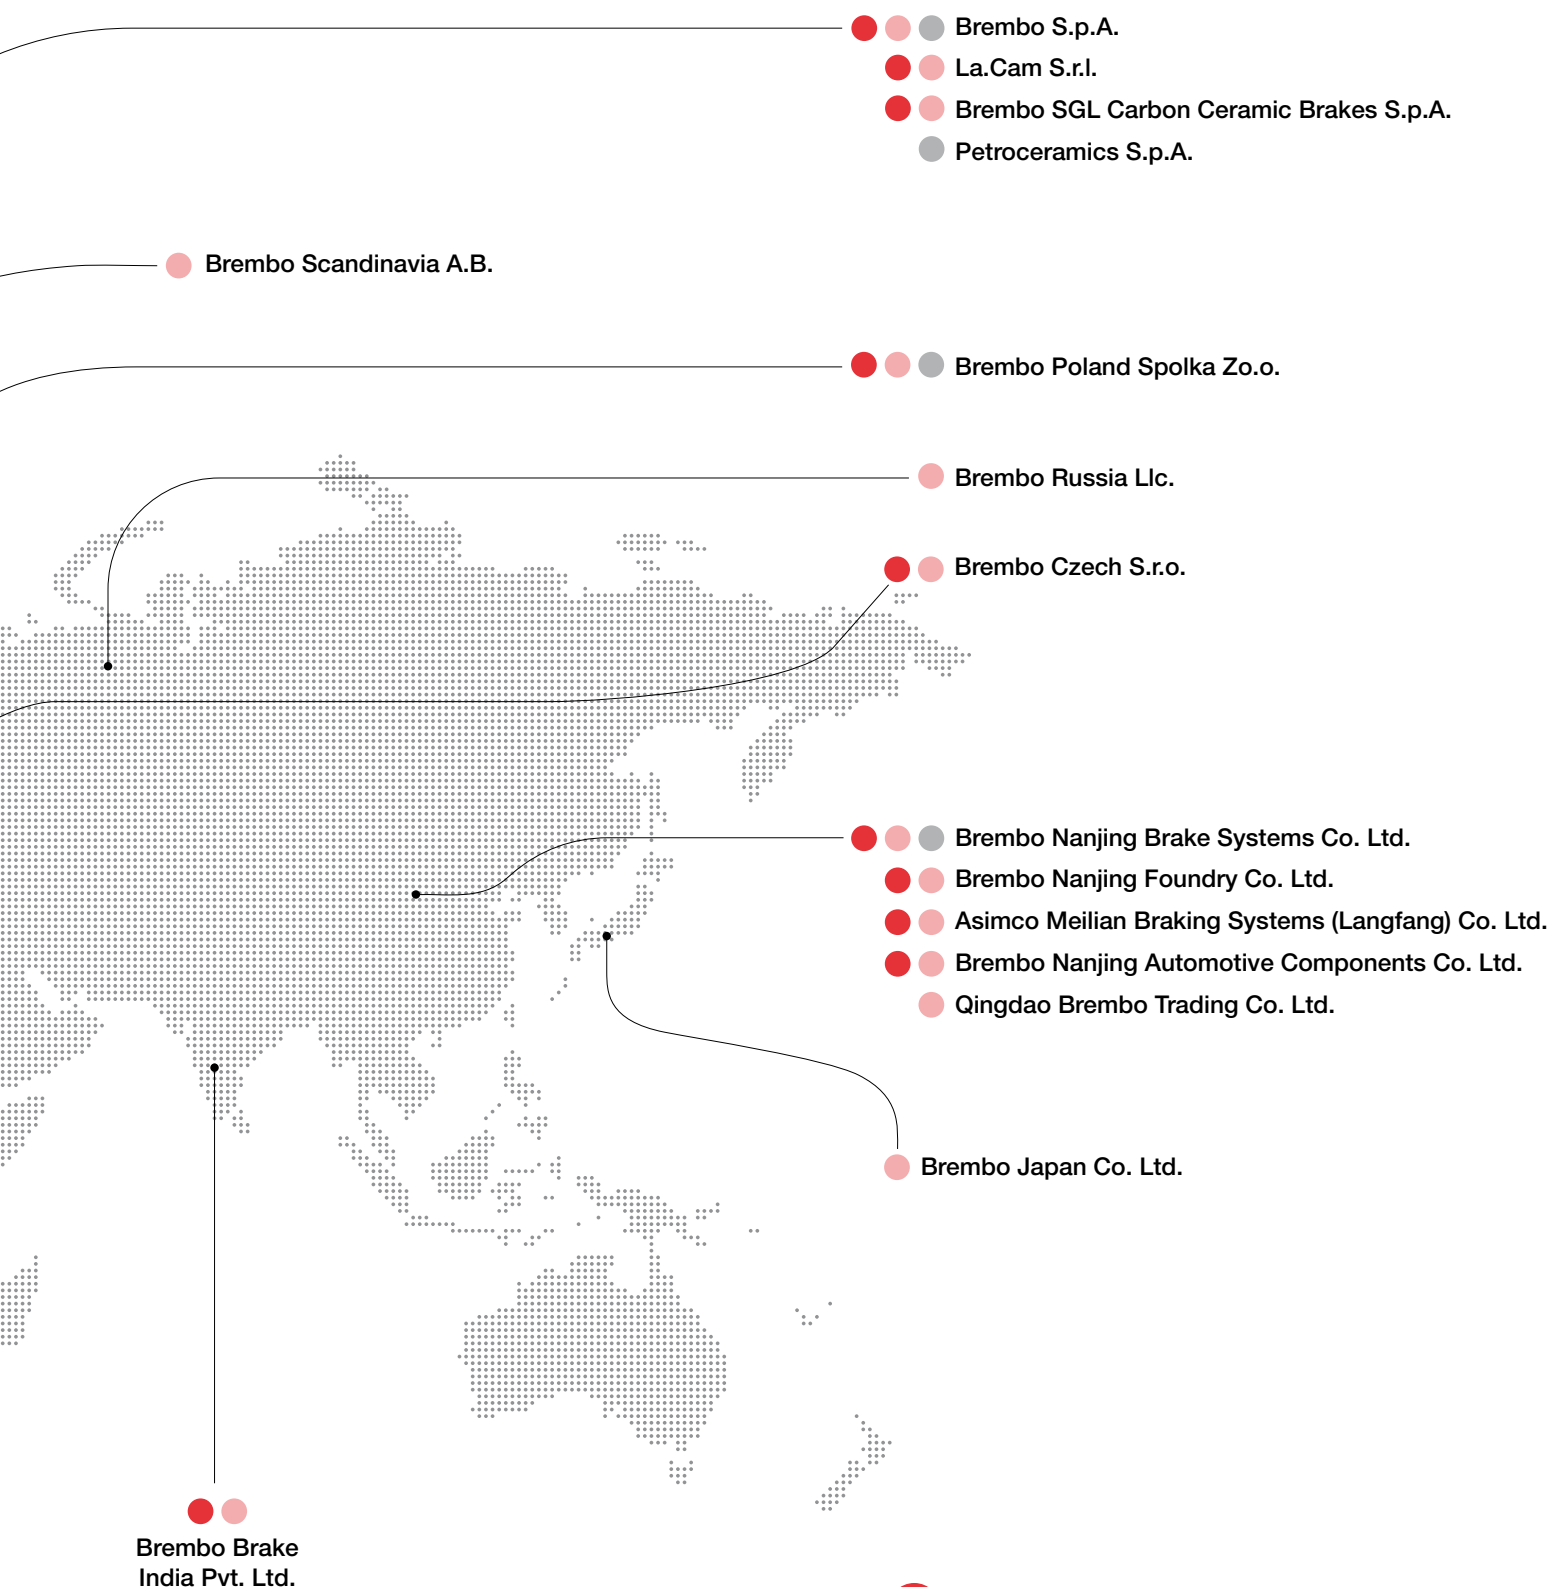 Brembo S.p.A.
La.Cam S.r.l.
Brembo SGL Carbon Ceramic Brakes S.p.A.
Petroceramics S.p.A.
Brembo Scandinavia A.B.
Brembo Poland Spolka Zo.o.
Brembo Russia Llc.
Brembo Czech S.r.o.
Brembo Nanjing Brake Systems Co. Ltd.
Brembo Nanjing Foundry Co. Ltd.
Asimco Meilian Braking Systems (Langfang) Co. Ltd.
Brembo Nanjing Automotive Components Co. Ltd.
Qingdao Brembo Trading Co. Ltd.
Brembo Japan Co. Ltd.
Brembo Brake
India Pvt. Ltd.